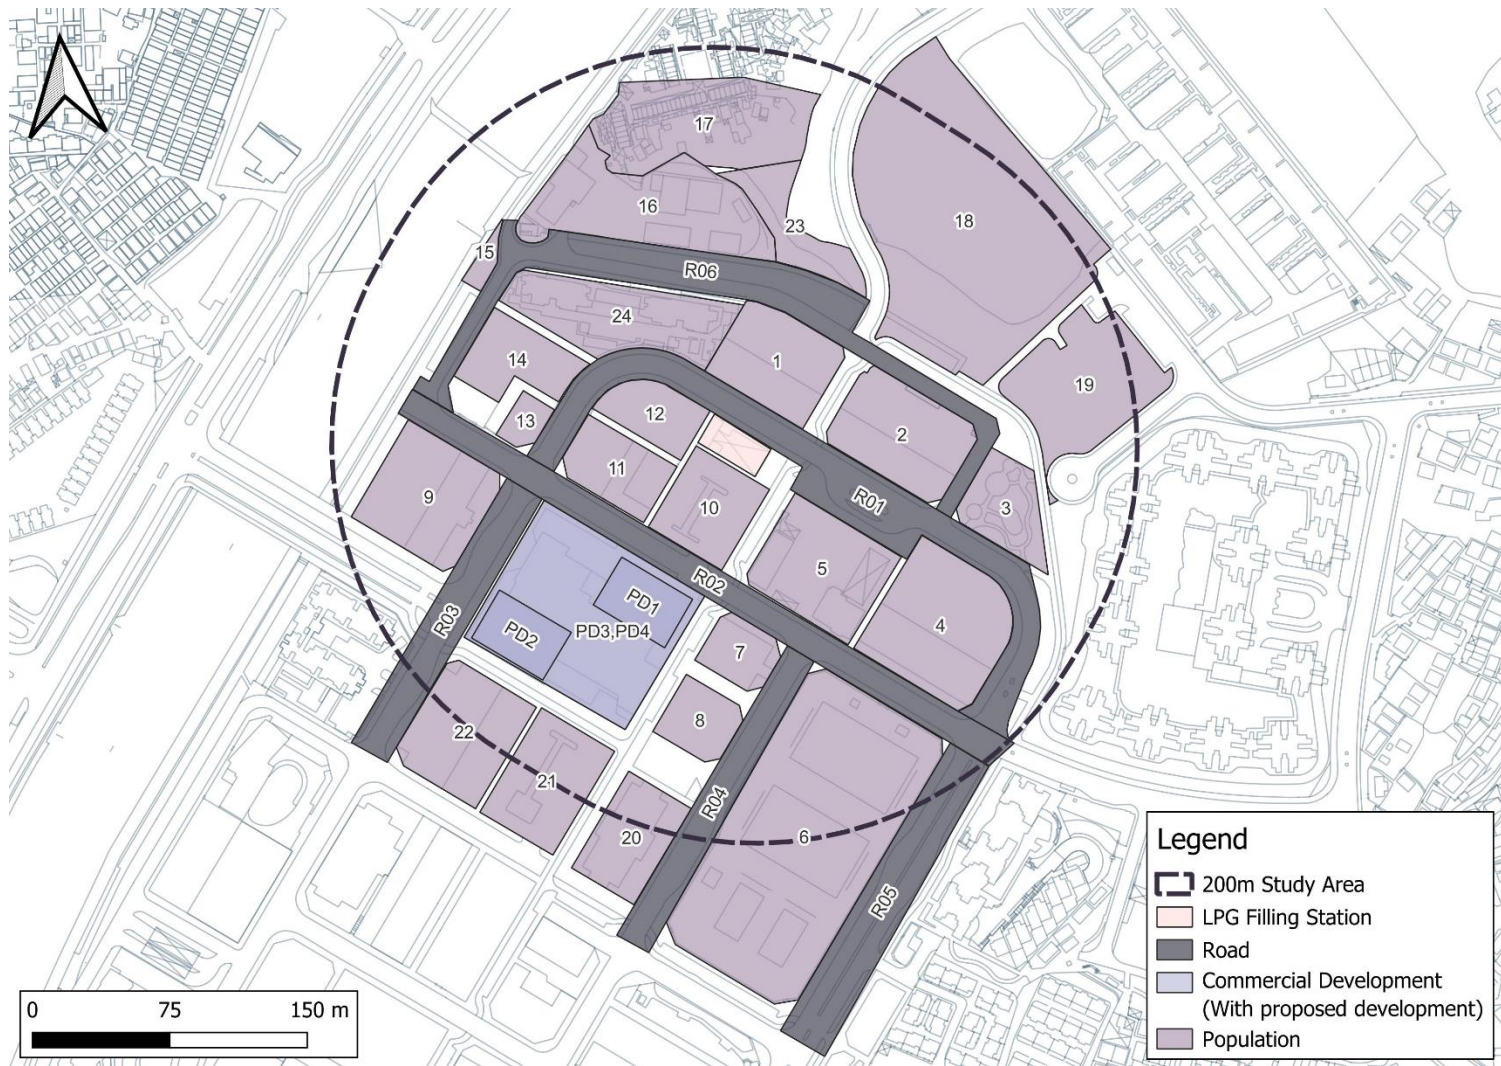 17
18
16
23
15
R06
24
1
14
19
12
13
2
11
9
10
R01
3
5
R02
PD1
R03
PD2
PD3,PD4
4
7
8
22
21
R04
20
6
R05
Legend
200m Study Area
LPG Filling Station
Road
Commercial Development
(With proposed development)
Population
0 75 150 m